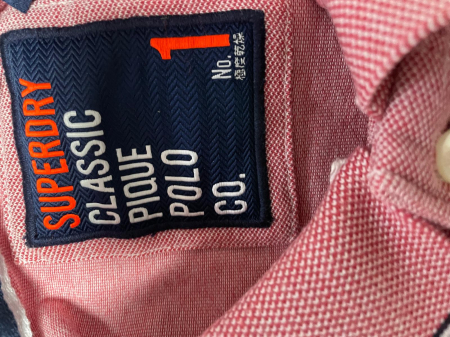 SUPERDRY
CLASSIC
PIQUE
POLO
CO.
1
No.
極度乾燥